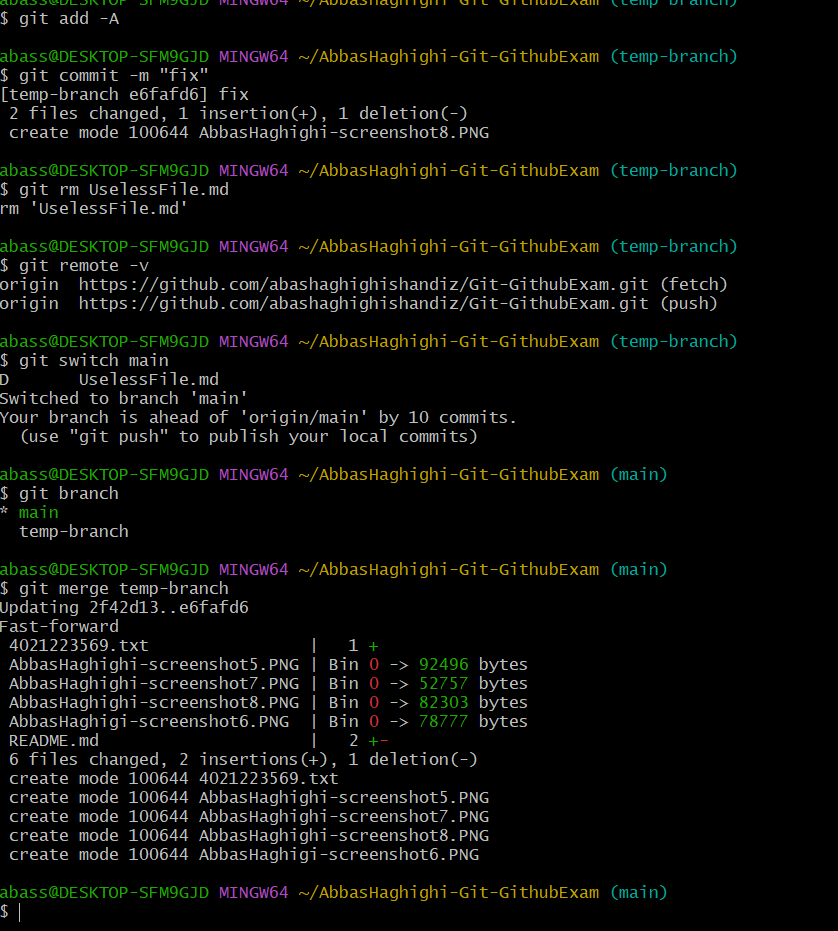 abass@DESKTOP-SFM9GJD MINGW64 ~/AbbasHaghighi-Git-GithubExam (temp-branch)
$ git add -A
abass@DESKTOP-SFM9GJD MINGW64 ~/AbbasHaghighi-Git-GithubExam (temp-branch)
$ git commit -m "fix"
[temp-branch e6fafd6] fix
 2 files changed, 1 insertion(+), 1 deletion(-)
 create mode 100644 AbbasHaghighi-screenshot8.PNG
abass@DESKTOP-SFM9GJD MINGW64 ~/AbbasHaghighi-Git-GithubExam (temp-branch)
$ git rm UselessFile.md
rm 'UselessFile.md'
abass@DESKTOP-SFM9GJD MINGW64 ~/AbbasHaghighi-Git-GithubExam (temp-branch)
$ git remote -v
origin  https://github.com/abashaghighishandiz/Git-GithubExam.git (fetch)
origin  https://github.com/abashaghighishandiz/Git-GithubExam.git (push)
abass@DESKTOP-SFM9GJD MINGW64 ~/AbbasHaghighi-Git-GithubExam (temp-branch)
$ git switch main
D       UselessFile.md
Switched to branch 'main'
Your branch is ahead of 'origin/main' by 10 commits.
  (use "git push" to publish your local commits)
abass@DESKTOP-SFM9GJD MINGW64 ~/AbbasHaghighi-Git-GithubExam (main)
$ git branch
* main
  temp-branch
abass@DESKTOP-SFM9GJD MINGW64 ~/AbbasHaghighi-Git-GithubExam (main)
$ git merge temp-branch
Updating 2f42d13..e6fafd6
Fast-forward
 4021223569.txt                |   1 +
 AbbasHaghighi-screenshot5.PNG | Bin 0 -> 92496 bytes
 AbbasHaghighi-screenshot7.PNG | Bin 0 -> 52757 bytes
 AbbasHaghighi-screenshot8.PNG | Bin 0 -> 82303 bytes
 AbbasHaghigi-screenshot6.PNG  | Bin 0 -> 78777 bytes
 README.md                     |   2 +-
 6 files changed, 2 insertions(+), 1 deletion(-)
 create mode 100644 4021223569.txt
 create mode 100644 AbbasHaghighi-screenshot5.PNG
 create mode 100644 AbbasHaghighi-screenshot7.PNG
 create mode 100644 AbbasHaghighi-screenshot8.PNG
 create mode 100644 AbbasHaghigi-screenshot6.PNG
abass@DESKTOP-SFM9GJD MINGW64 ~/AbbasHaghighi-Git-GithubExam (main)
$